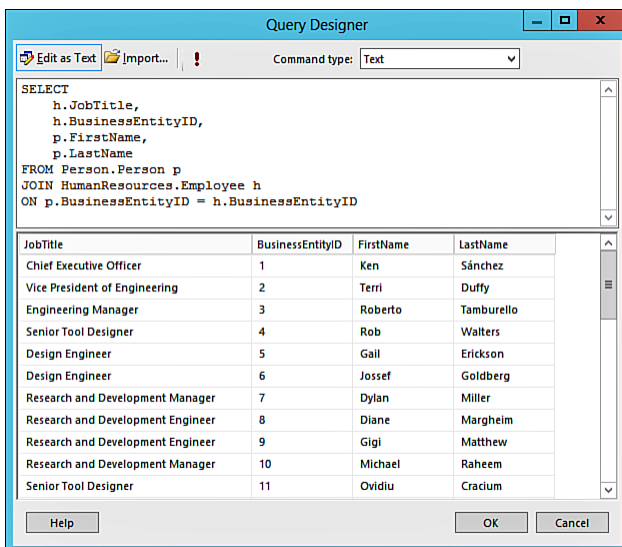 Query Designer
Edit as Text Import... ! Command type: Text
SELECT
h.JobTitle,
h.BusinessEntityID,
p.FirstName,
p.LastName
FROM Person.Person p
JOIN HumanResources.Employee h
ON p.BusinessEntityID = h.BusinessEntityID
JobTitle BusinessEntityID FirstName LastName
Chief Executive Officer 1 Ken Sánchez
Vice President of Engineering 2 Terri Duffy
Engineering Manager 3 Roberto Tamburello
Senior Tool Designer 4 Rob Walters
Design Engineer 5 Gail Erickson
Design Engineer 6 Jossef Goldberg
Research and Development Manager 7 Dylan Miller
Research and Development Engineer 8 Diane Margheim
Research and Development Engineer 9 Gigi Matthew
Research and Development Manager 10 Michael Raheem
Senior Tool Designer 11 Ovidiu Cracium
Help OK Cancel